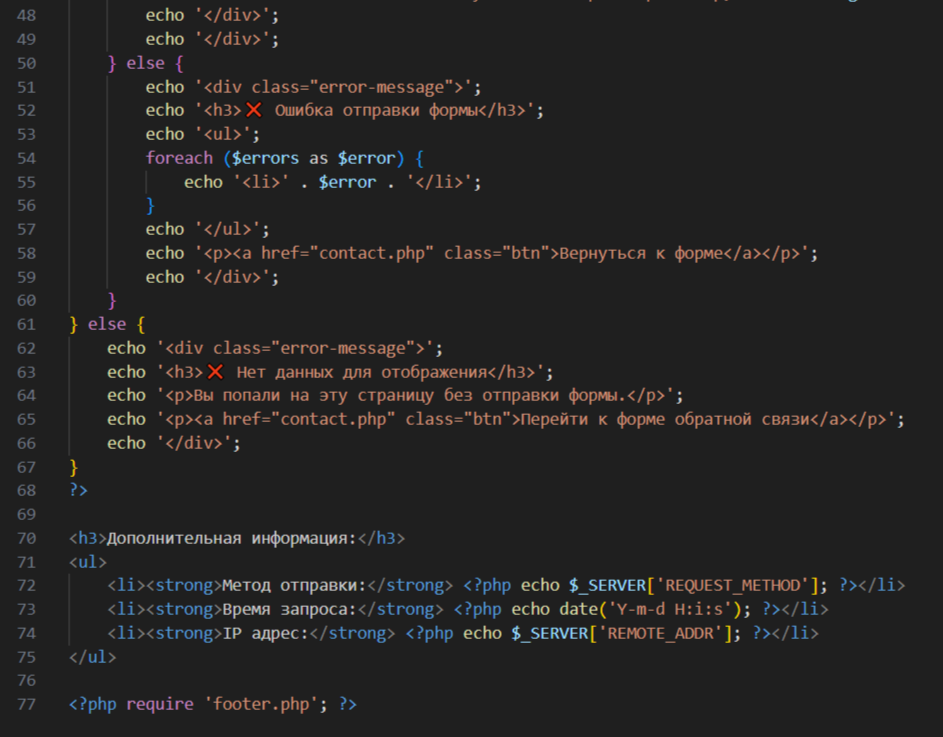 48 echo '</div>';
49 echo '</div>';
50 } else {
51 echo '<div class="error-message">';
52 echo '<h3>❌ Ошибка отправки формы</h3>';
53 echo '<ul>';
54 foreach ($errors as $error) {
55 echo '<li>' . $error . '</li>';
56 }
57 echo '</ul>';
58 echo '<p><a href="contact.php" class="btn">Вернуться к форме</a></p>';
59 echo '</div>';
60 }
61 } else {
62 echo '<div class="error-message">';
63 echo '<h3>❌ Нет данных для отображения</h3>';
64 echo '<p>Вы попали на эту страницу без отправки формы.</p>';
65 echo '<p><a href="contact.php" class="btn">Перейти к форме обратной связи</a></p>';
66 echo '</div>';
67 }
68 ?>
69
70 <h3>Дополнительная информация:</h3>
71 <ul>
72 <li><strong>Метод отправки:</strong> <?php echo $_SERVER['REQUEST_METHOD']; ?></li>
73 <li><strong>Время запроса:</strong> <?php echo date('Y-m-d H:i:s'); ?></li>
74 <li><strong>IP адрес:</strong> <?php echo $_SERVER['REMOTE_ADDR']; ?></li>
75 </ul>
76
77 <?php require 'footer.php'; ?>